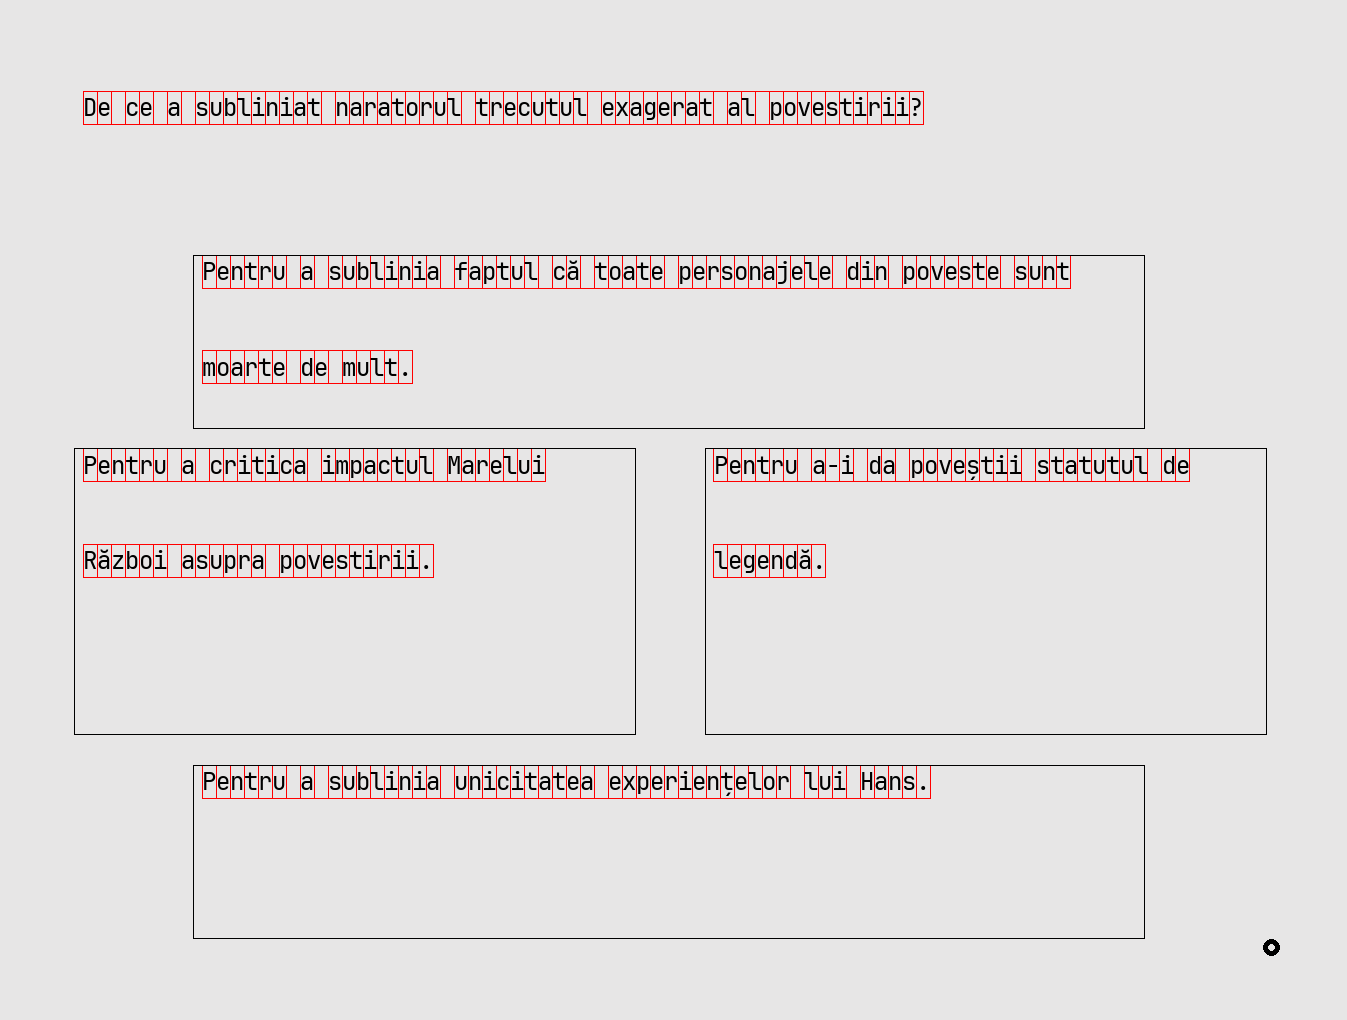 De ce a subliniat naratorul trecutul exagerat al povestirii?
Pentru a sublinia faptul că toate personajele din poveste sunt
moarte de mult.
Pentru a critica impactul Marelui
Război asupra povestirii.
Pentru a-i da poveștii statutul de
legendă.
Pentru a sublinia unicitatea experiențelor lui Hans.